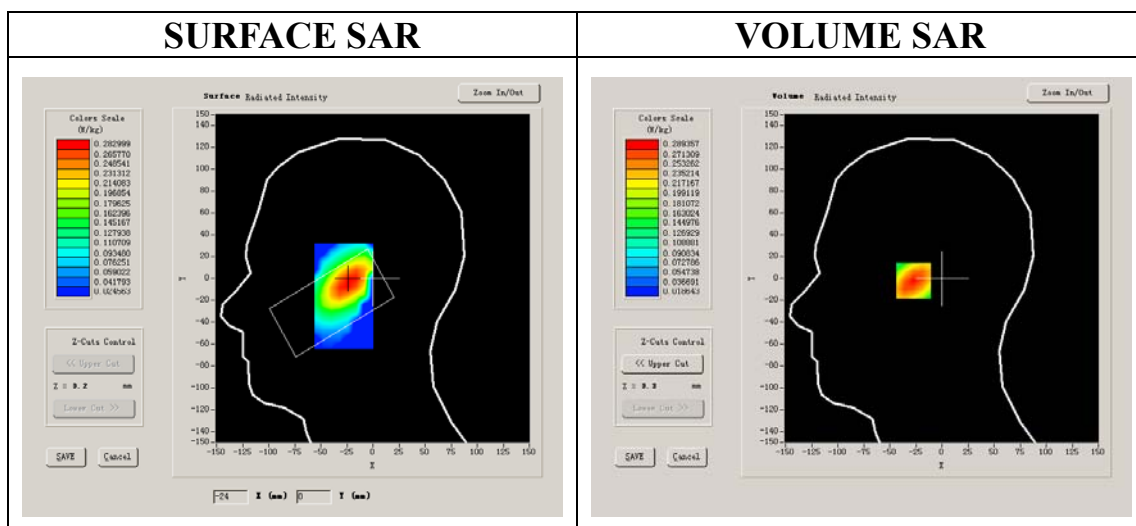 SURFACE SAR
VOLUME SAR
Surface Radiated Intensity
Zoom In/Out
Colors Scale
(W/kg)
0.282999
0.265770
0.248541
0.231312
0.214083
0.196854
0.179625
0.162396
0.145167
0.127938
0.110709
0.093480
0.076251
0.059022
0.041793
0.024563
150
140
120
100
80
60
40
20
0
-20
-40
-60
-80
-100
-120
-140
-150
Y
-150 -125 -100 -75 -50 -25 0 25 50 75 100 125 150
X
Z-Cuts Control
<< Upper Cut
Z = 3.2 mm
Lower Cut >>
SAVE Cancel
-24 X (mm) 0 Y (mm)
Volume Radiated Intensity
Zoom In/Out
Colors Scale
(W/kg)
0.289357
0.271309
0.253262
0.235214
0.217167
0.199119
0.181072
0.163024
0.144976
0.126929
0.108881
0.090834
0.072786
0.054738
0.036691
0.018643
150
140
120
100
80
60
40
20
0
-20
-40
-60
-80
-100
-120
-140
-150
Y
-150 -125 -100 -75 -50 -25 0 25 50 75 100 125 150
X
Z-Cuts Control
<< Upper Cut
Z = 3.3 mm
Lower Cut >>
SAVE Cancel